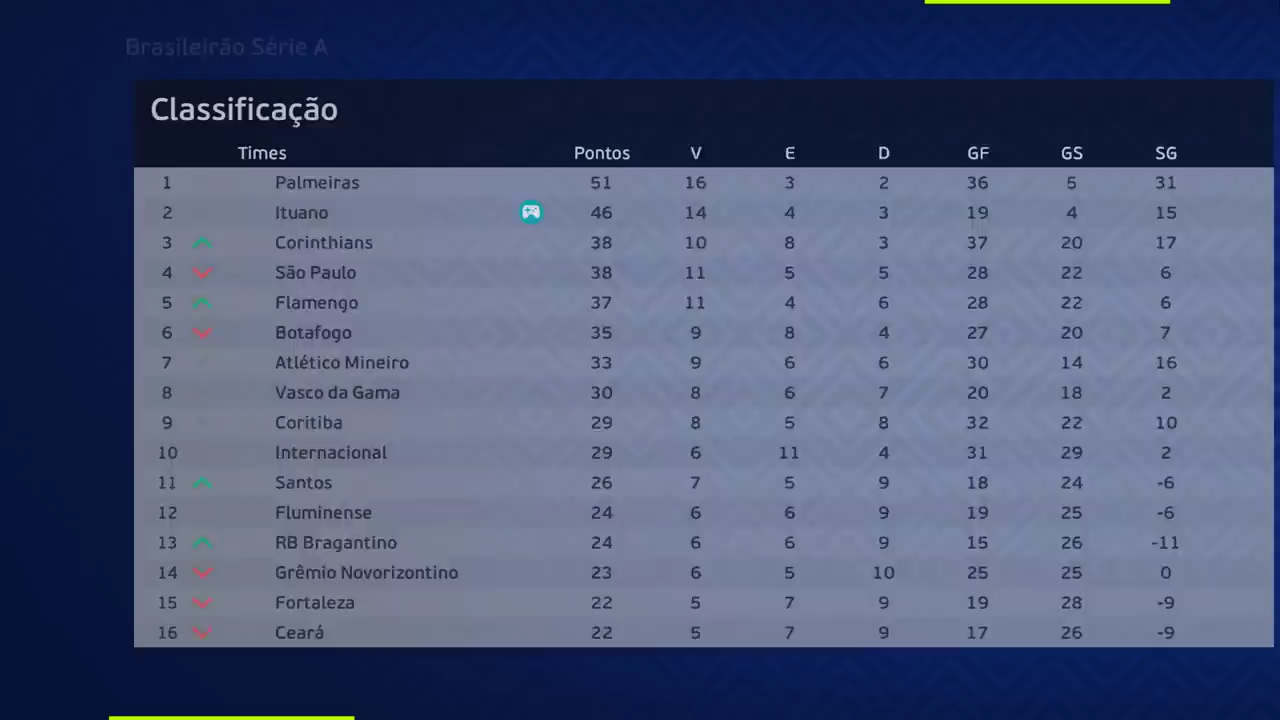 Brasileirão Série A
Classificação
Times Pontos V E D GF GS SG
1 Palmeiras 51 16 3 2 36 5 31
2 Ituano 46 14 4 3 19 4 15
3 Corinthians 38 10 8 3 37 20 17
4 São Paulo 38 11 5 5 28 22 6
5 Flamengo 37 11 4 6 28 22 6
6 Botafogo 35 9 8 4 27 20 7
7 Atlético Mineiro 33 9 6 6 30 14 16
8 Vasco da Gama 30 8 6 7 20 18 2
9 Coritiba 29 8 5 8 32 22 10
10 Internacional 29 6 11 4 31 29 2
11 Santos 26 7 5 9 18 24 -6
12 Fluminense 24 6 6 9 19 25 -6
13 RB Bragantino 24 6 6 9 15 26 -11
14 Grêmio Novorizontino 23 6 5 10 25 25 0
15 Fortaleza 22 5 7 9 19 28 -9
16 Ceará 22 5 7 9 17 26 -9